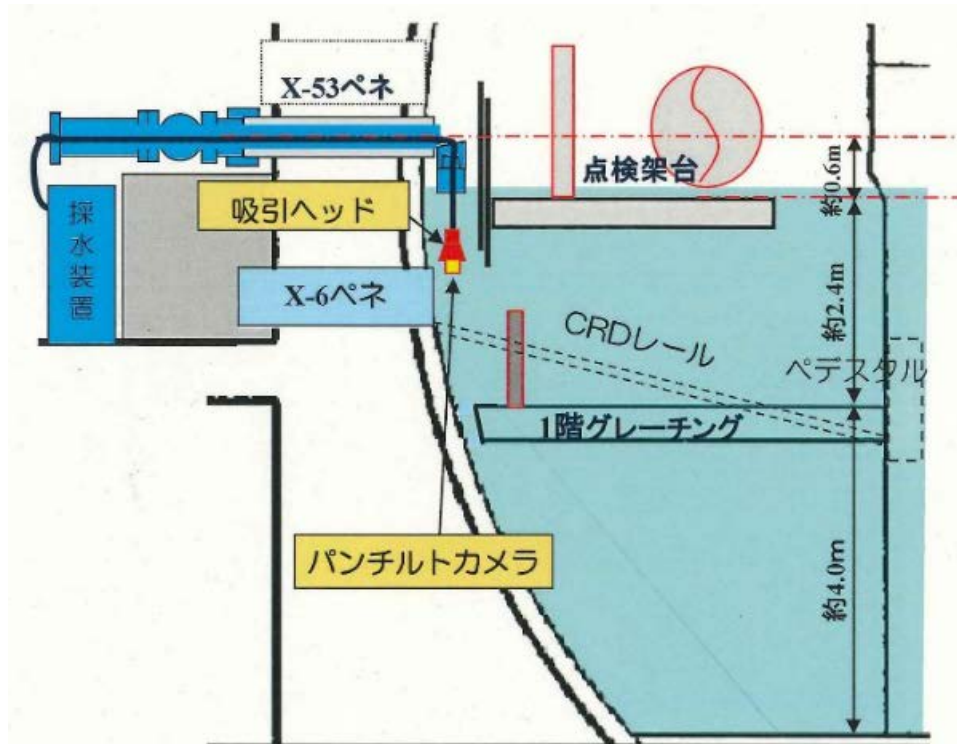 X-53ペネ
点検架台
約0.6m
吸引ヘッド
採水装置
X-6ペネ
約2.4m
CRDレール
ペデスタル
1階グレーチング
パンチルトカメラ
約4.0m